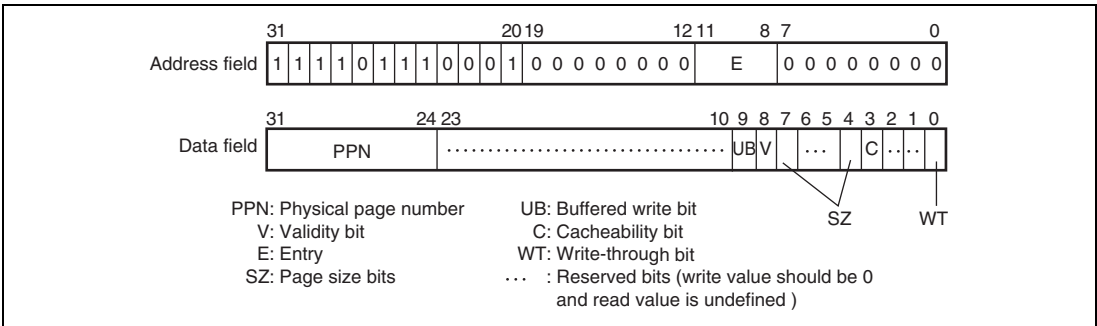 31 20 19 12 11 8 7 0
Address field 1 1 1 1 0 1 1 1 0 0 0 1 0 0 0 0 0 0 0 0 E 0 0 0 0 0 0 0 0
31 24 23 10 9 8 7 6 5 4 3 2 1 0
Data field PPN ................................. UB V ... C .. ..
SZ WT
PPN: Physical page number UB: Buffered write bit
V: Validity bit C: Cacheability bit
E: Entry WT: Write-through bit
SZ: Page size bits ... : Reserved bits (write value should be 0
and read value is undefined )